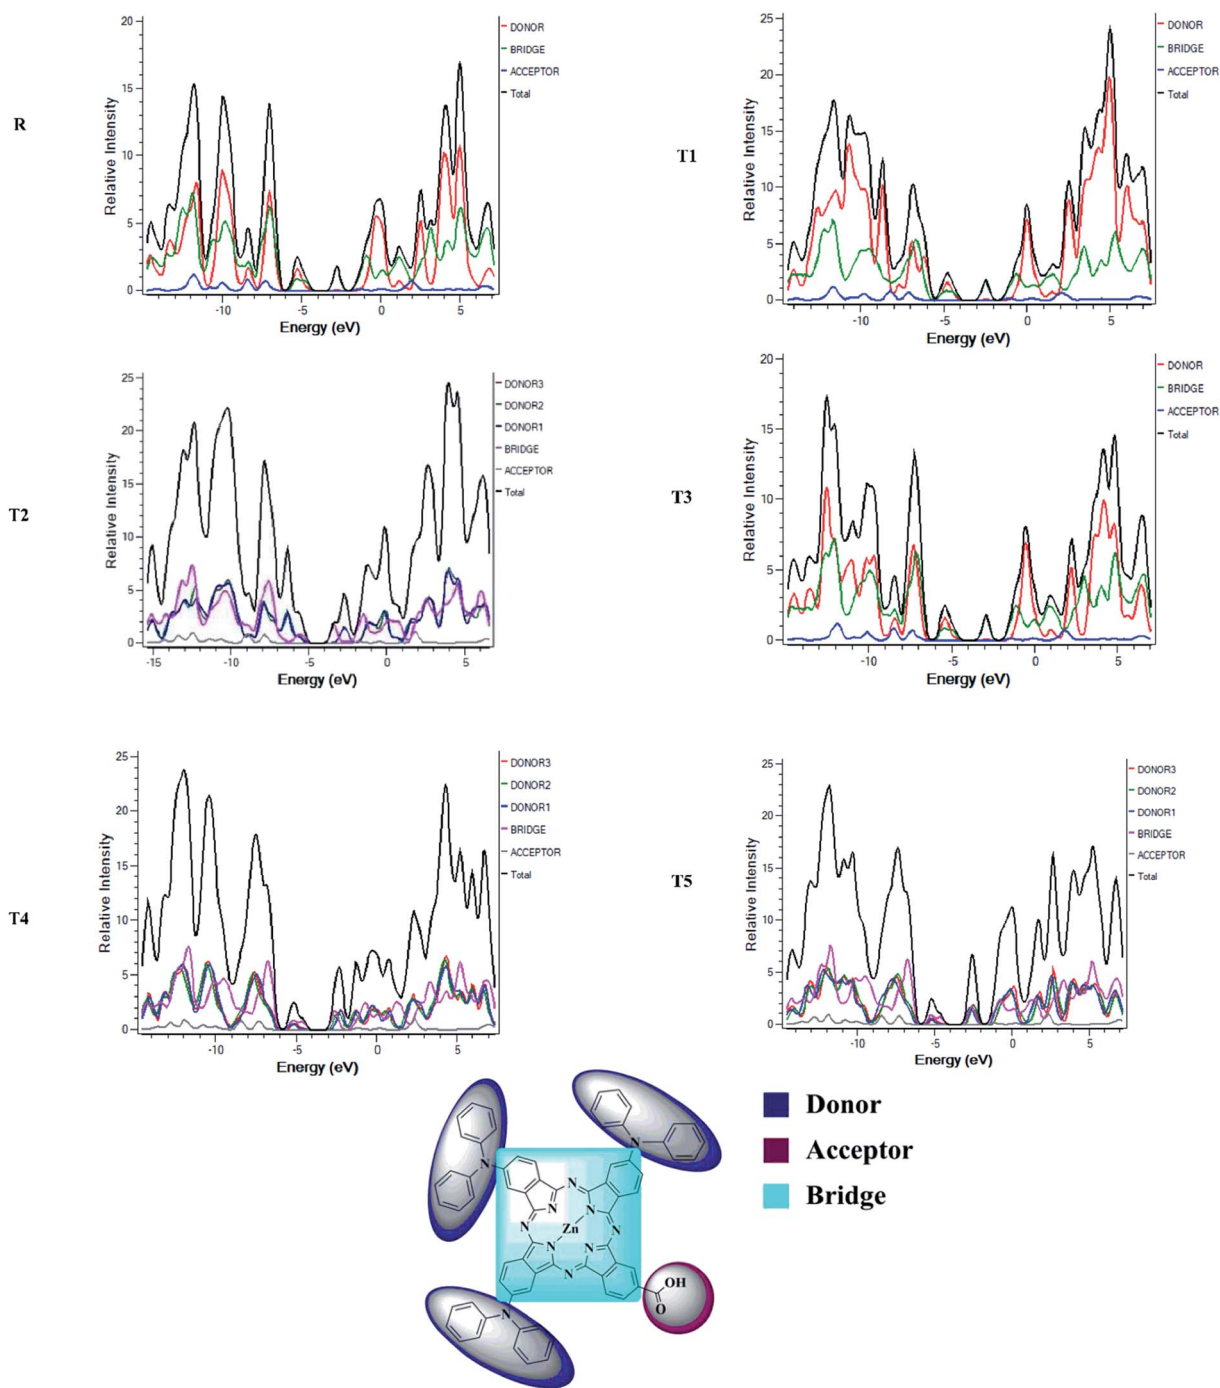 R
Relative Intensity
20
15
10
5
0
-10
-5
0
5
Energy (eV)
DONOR
BRIDGE
ACCEPTOR
Total
T1
Relative Intensity
25
20
15
10
5
0
-10
-5
0
5
Energy (eV)
DONOR
BRIDGE
ACCEPTOR
Total
T2
Relative Intensity
25
20
15
10
5
0
-15
-10
-5
0
5
Energy (eV)
DONOR3
DONOR2
DONOR1
BRIDGE
ACCEPTOR
Total
T3
Relative Intensity
20
15
10
5
0
-10
-5
0
5
Energy (eV)
DONOR
BRIDGE
ACCEPTOR
Total
T4
Relative Intensity
25
20
15
10
5
0
-10
-5
0
5
Energy (eV)
DONOR3
DONOR2
DONOR1
BRIDGE
ACCEPTOR
Total
T5
Relative Intensity
25
20
15
10
5
0
-10
-5
0
5
Energy (eV)
DONOR3
DONOR2
DONOR1
BRIDGE
ACCEPTOR
Total
N
N
N
N
N
N
Zn
N
N
N
N
N
OH
O
Donor
Acceptor
Bridge